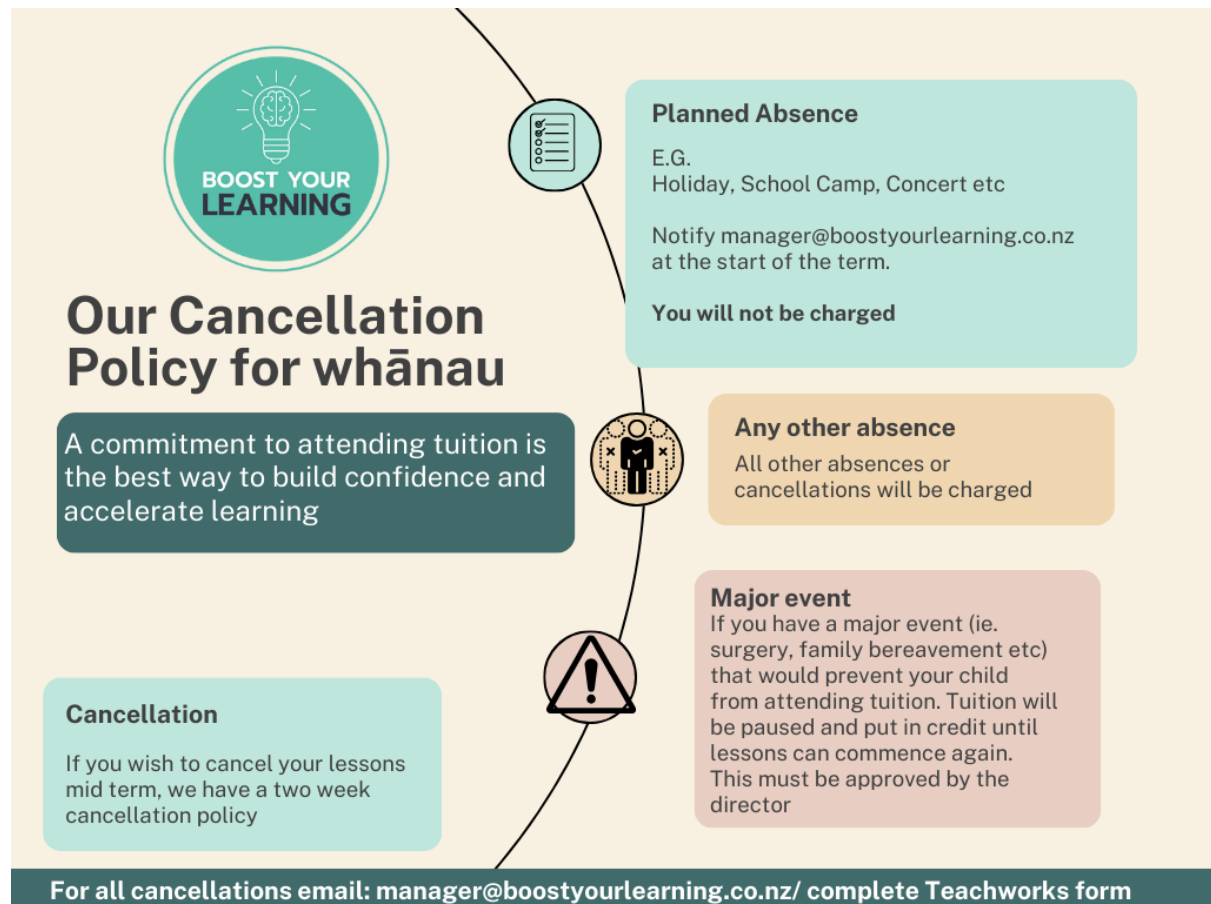 BOOST YOUR
LEARNING
Our Cancellation
Policy for whānau
A commitment to attending tuition is
the best way to build confidence and
accelerate learning
Planned Absence
E.G.
Holiday, School Camp, Concert etc
Notify manager@boostyourlearning.co.nz
at the start of the term.
You will not be charged
Any other absence
All other absences or
cancellations will be charged
Major event
If you have a major event (ie.
surgery, family bereavement etc)
that would prevent your child
from attending tuition. Tuition will
be paused and put in credit until
lessons can commence again.
This must be approved by the
director
Cancellation
If you wish to cancel your lessons
mid term, we have a two week
cancellation policy
For all cancellations email: manager@boostyourlearning.co.nz/ complete Teachworks form